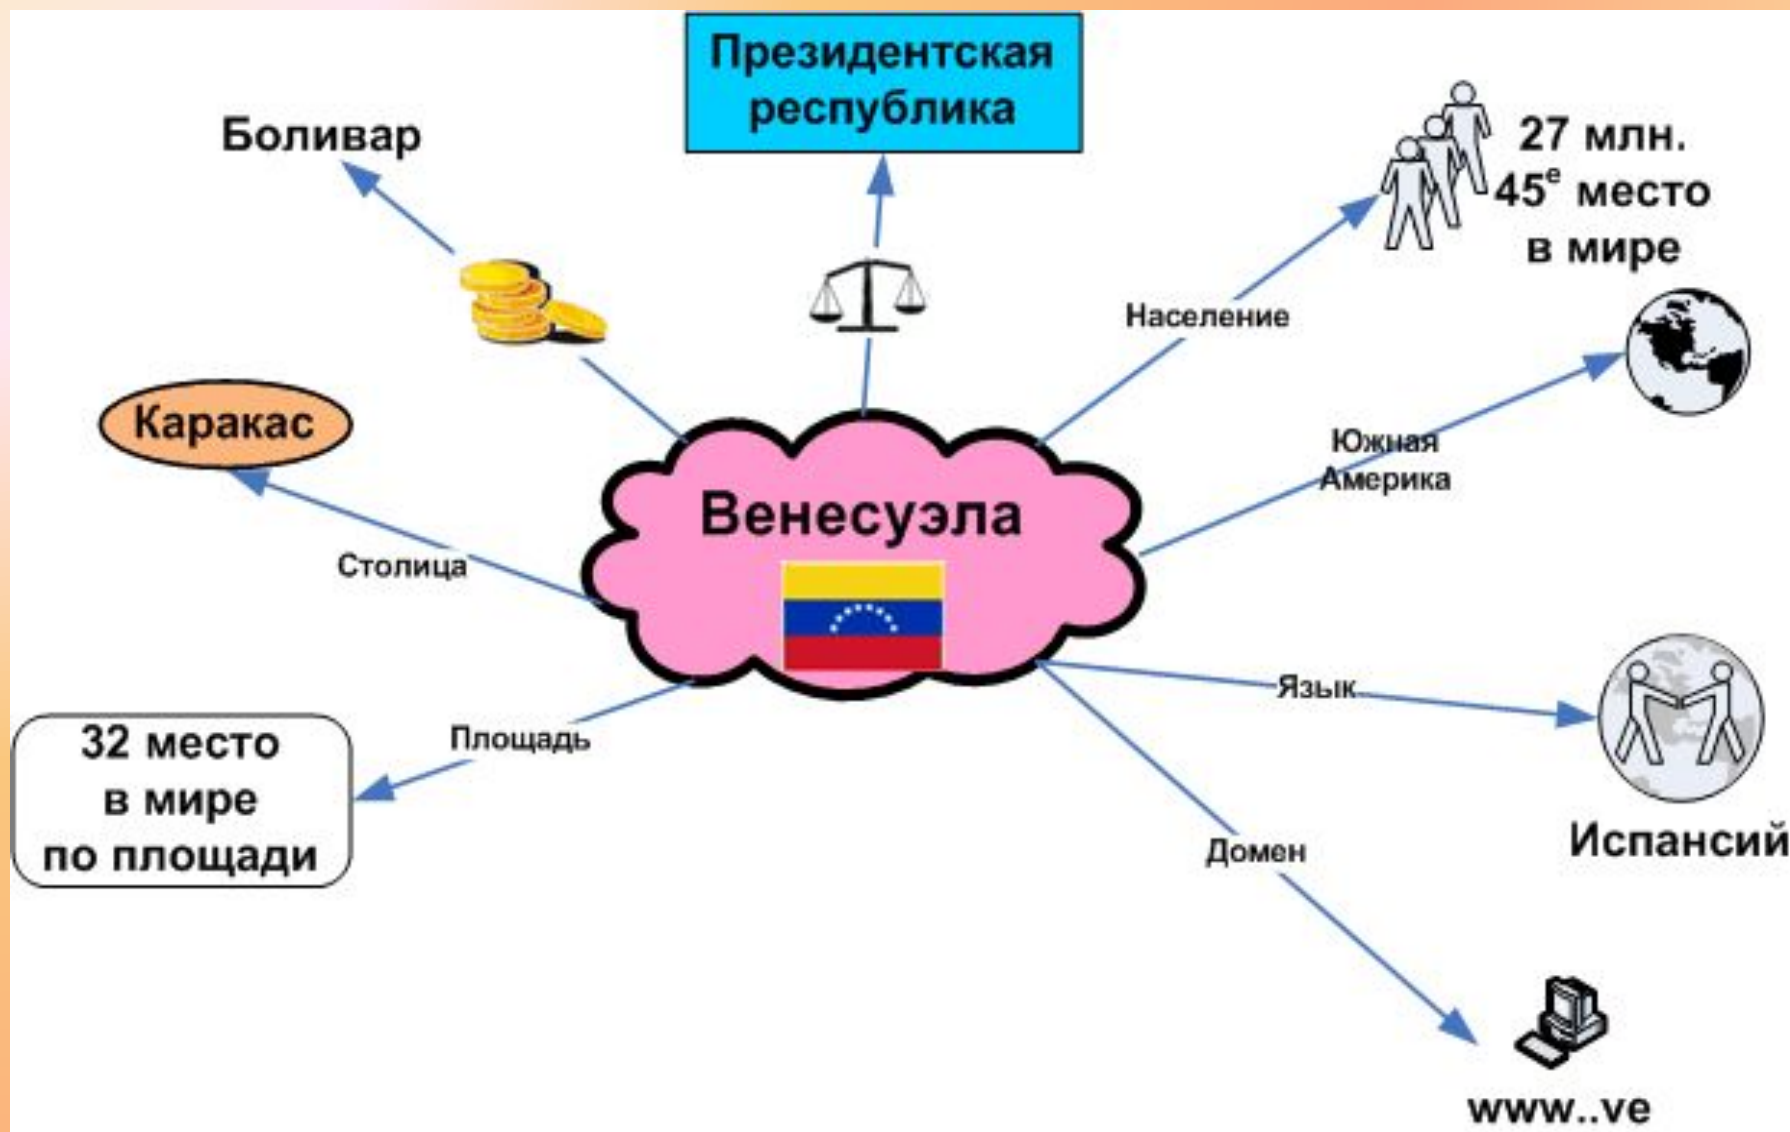 Президентская
республика
Боливар
27 млн.
45е место
в мире
Население
Каракас
Южная
Америка
Венесуэла
Столица
Язык
Площадь
32 место
в мире
по площади
Испансий
Домен
www..ve